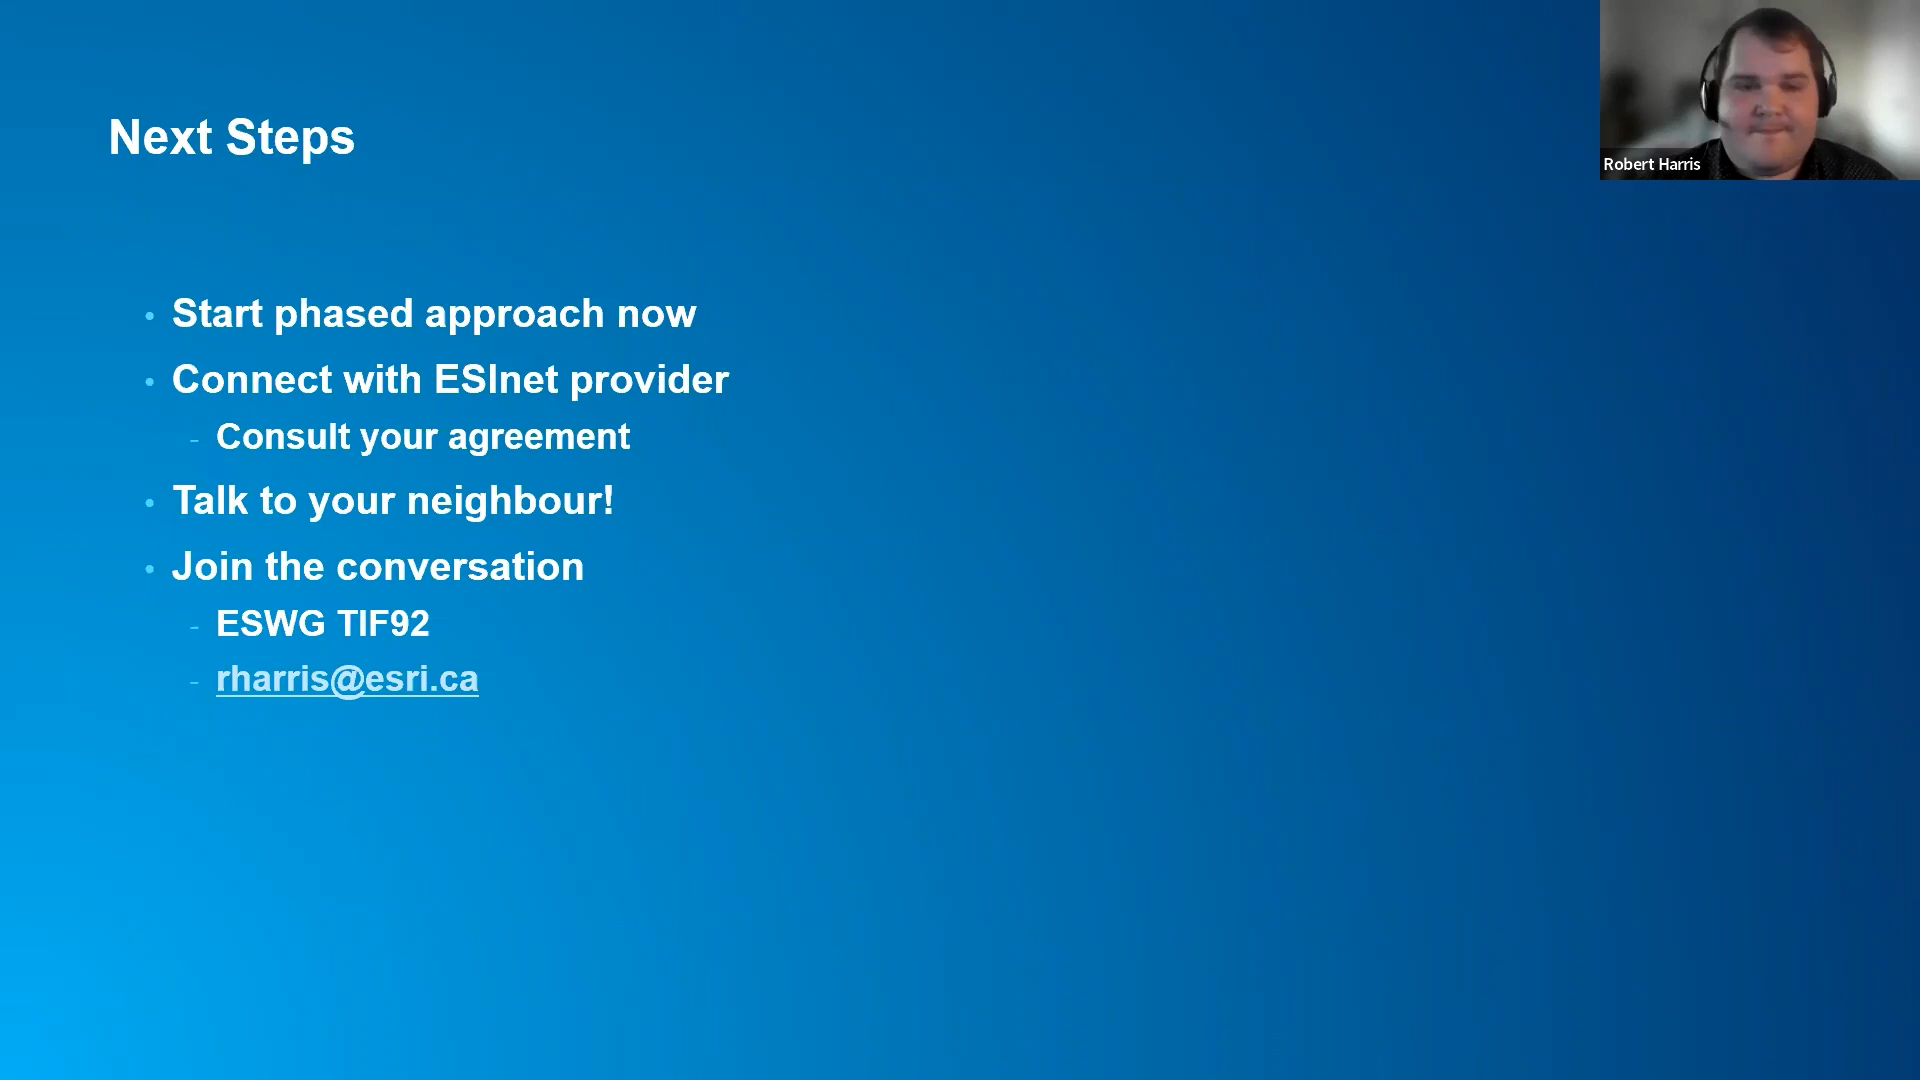 Next Steps
Robert Harris
• Start phased approach now
• Connect with ESInet provider
- Consult your agreement
• Talk to your neighbour!
• Join the conversation
- ESWG TIF92
- rharris@esri.ca